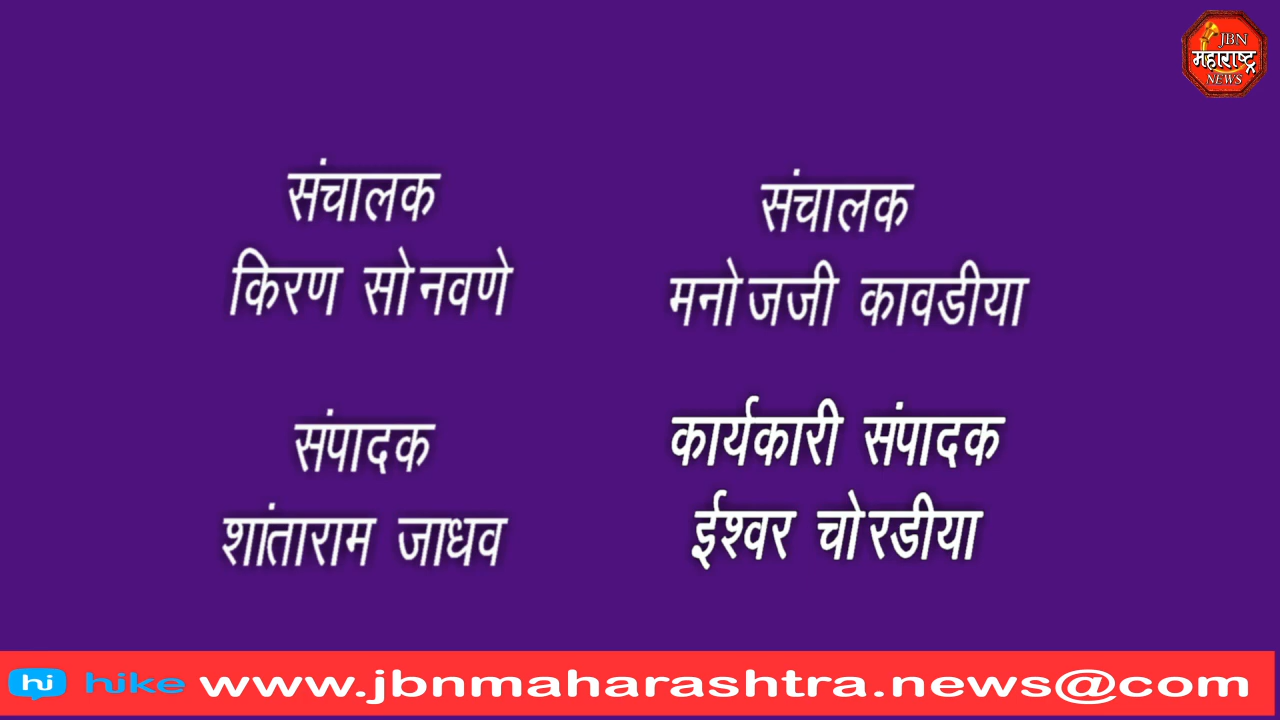 JBN
महाराष्ट्र
NEWS
संचालक
किरण सोनवणे
संचालक
मनोजजी कावडीया
संपादक
शांताराम जाधव
कार्यकारी संपादक
ईश्वर चोरडीया
hi hike www.jbnmaharashtra.news@com